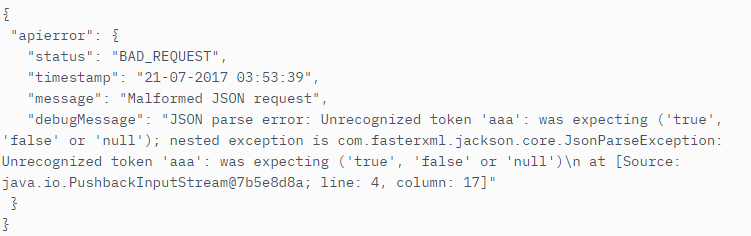 {
 "apierror": {
   "status": "BAD_REQUEST",
   "timestamp": "21-07-2017 03:53:39",
   "message": "Malformed JSON request",
   "debugMessage": "JSON parse error: Unrecognized token 'aaa': was expecting ('true',
'false' or 'null'); nested exception is com.fasterxml.jackson.core.JsonParseException:
Unrecognized token 'aaa': was expecting ('true', 'false' or 'null')\n at [Source:
java.io.PushbackInputStream@7b5e8d8a; line: 4, column: 17]"
 }
}